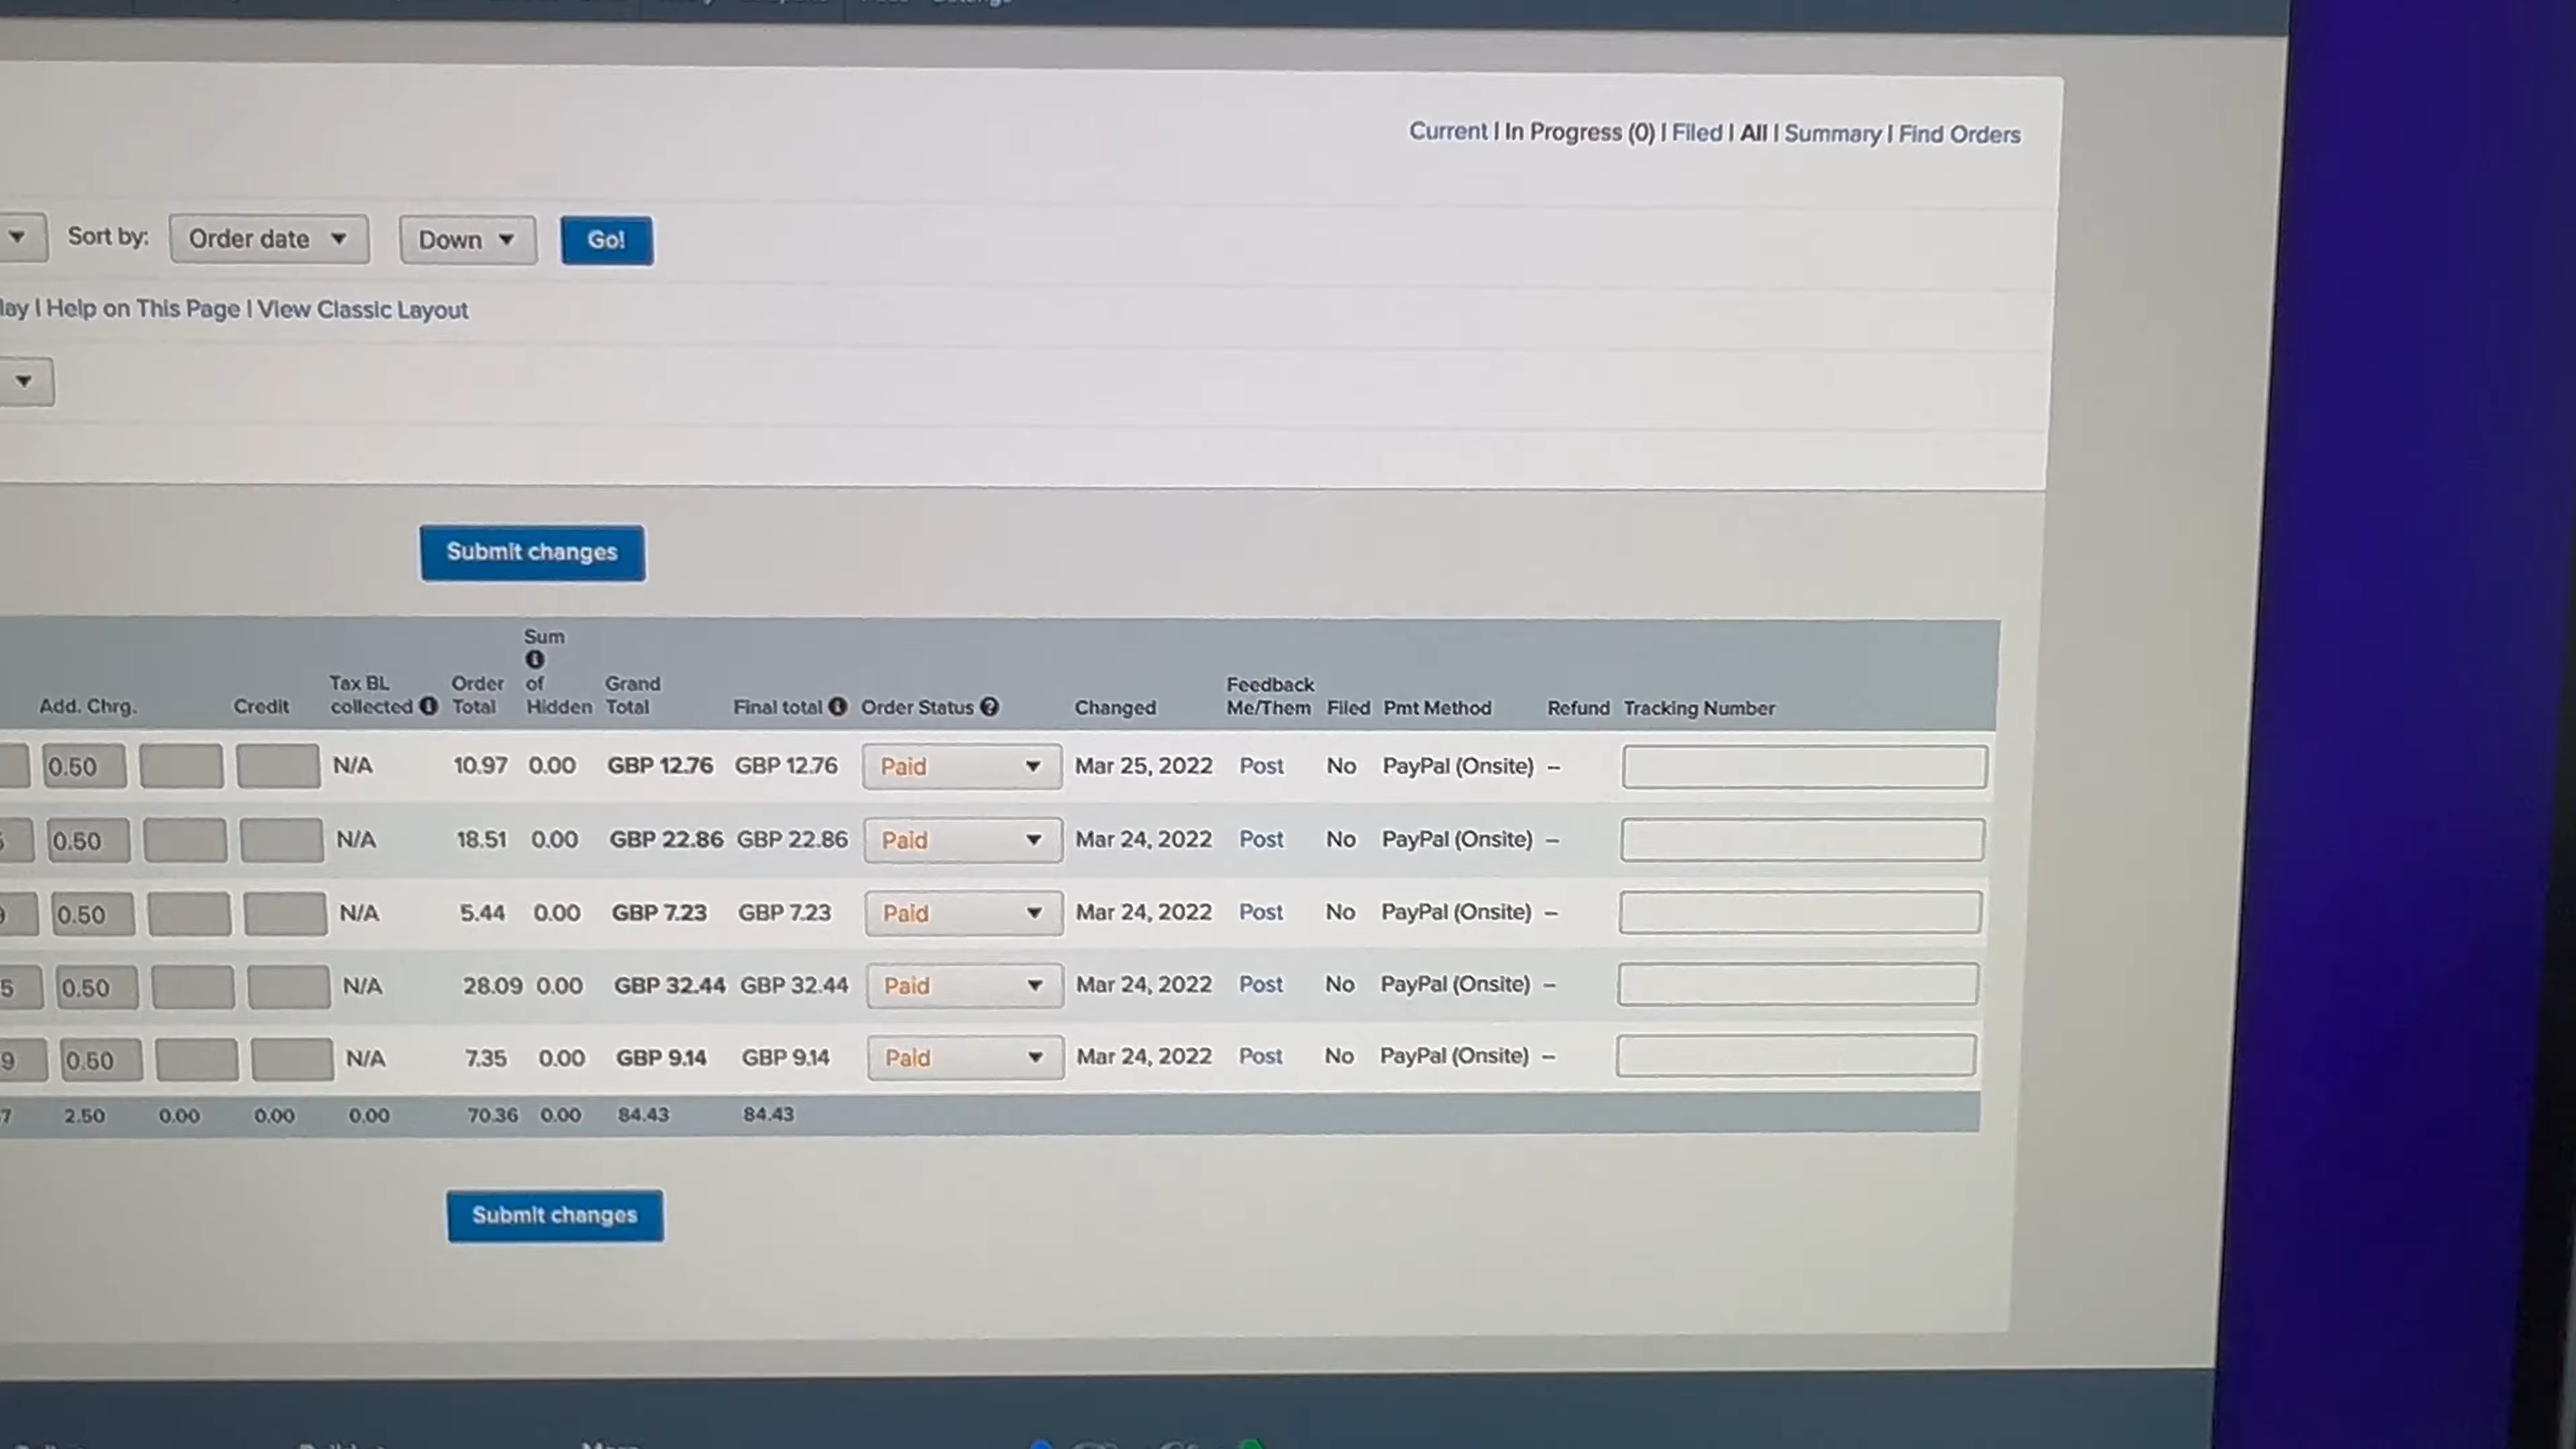 Current | In Progress (0) | Filed | All | Summary | Find Orders
Sort by: Order date Down Go!
lay | Help on This Page | View Classic Layout
Submit changes
Add. Chrg. Credit Tax BL collected Order Total Sum of Hidden Grand Total Final total Order Status Changed Feedback Me/Them Filed Pmt Method Refund Tracking Number
0.50 N/A 10.97 0.00 GBP 12.76 GBP 12.76 Paid Mar 25, 2022 Post No PayPal (Onsite) –
0.50 N/A 18.51 0.00 GBP 22.86 GBP 22.86 Paid Mar 24, 2022 Post No PayPal (Onsite) –
0.50 N/A 5.44 0.00 GBP 7.23 GBP 7.23 Paid Mar 24, 2022 Post No PayPal (Onsite) –
5 0.50 N/A 28.09 0.00 GBP 32.44 GBP 32.44 Paid Mar 24, 2022 Post No PayPal (Onsite) –
9 0.50 N/A 7.35 0.00 GBP 9.14 GBP 9.14 Paid Mar 24, 2022 Post No PayPal (Onsite) –
7 2.50 0.00 0.00 0.00 70.36 0.00 84.43 84.43
Submit changes